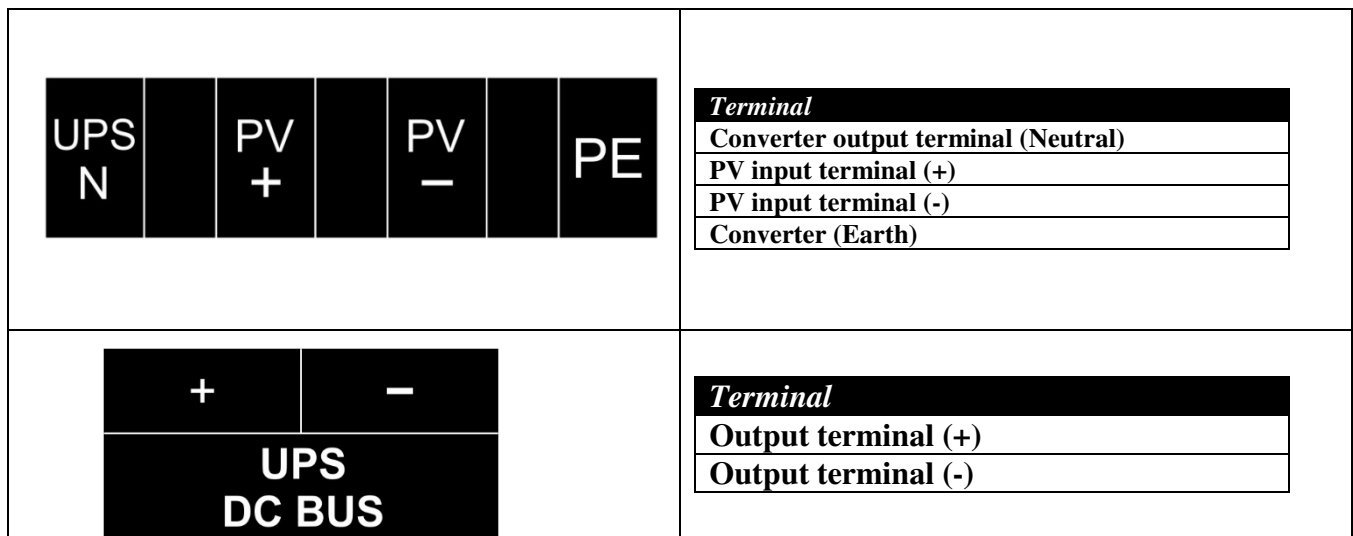 UPS
N
PV
+
PV
–
PE
Terminal
Converter output terminal (Neutral)
PV input terminal (+)
PV input terminal (-)
Converter (Earth)
+
–
UPS
DC BUS
Terminal
Output terminal (+)
Output terminal (-)